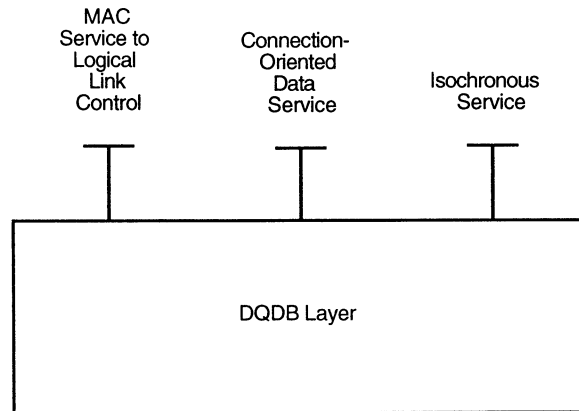 MAC
Service to
Logical
Link
Control
Connection-
Oriented
Data
Service
Isochronous
Service
DQDB Layer